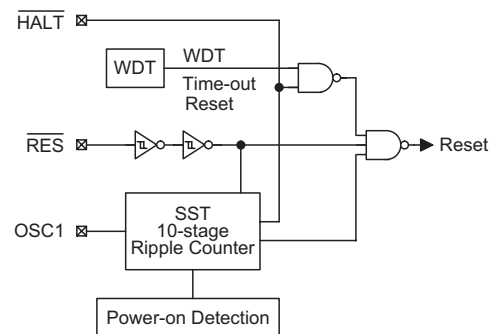 HALT
WDT
WDT
Time-out
Reset
RES
Reset
OSC1
SST
10-stage
Ripple Counter
Power-on Detection